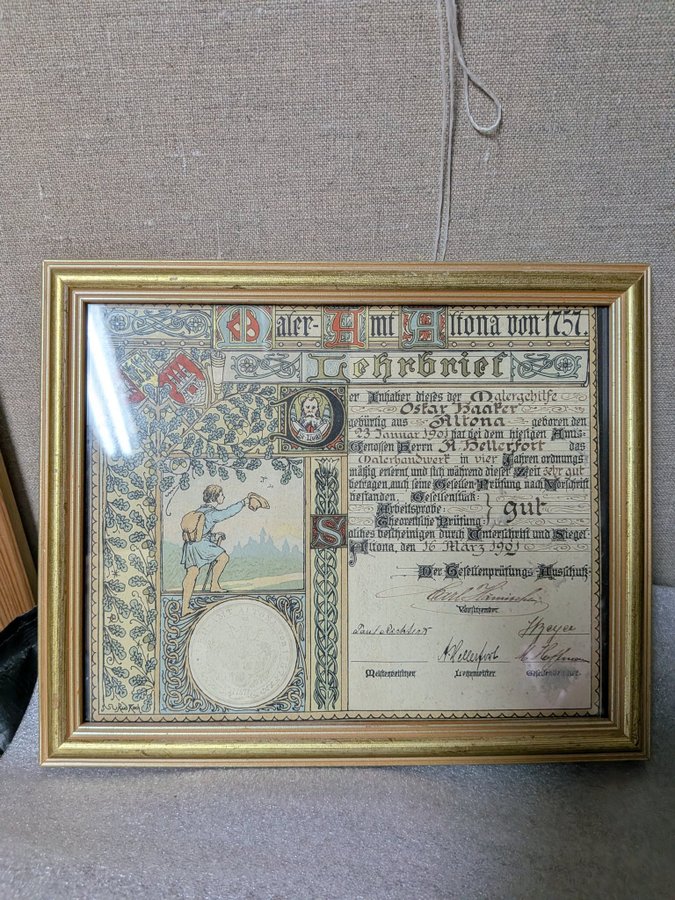 Maler-Amt Altona von 1757.
Lehrbrief
Der Inhaber dieses der Malergehilfe
Oskar Haaker
gebürtig aus Altona geboren den
23 Januar 1901 hat bei dem hiesigen Amts-
Genossen Herrn A Hellerfort das
Malerhandwerk in vier Jahren ordnungs-
mäßig erlernt und sich während dieser Zeit sehr gut
betragen, auch seine Gesellen-Prüfung nach Vorschrift
bestanden. Gesellenstück:
Arbeitsprobe: gut
Theoretische Prüfung:
Solches bescheinigen durch Unterschrift und Siegel
Altona, den 16 März 1921
Der Gesellenprüfungs Ausschuß
Vorsitzender
A Hellerfort
Meisterbeisitzer Lehrmeister